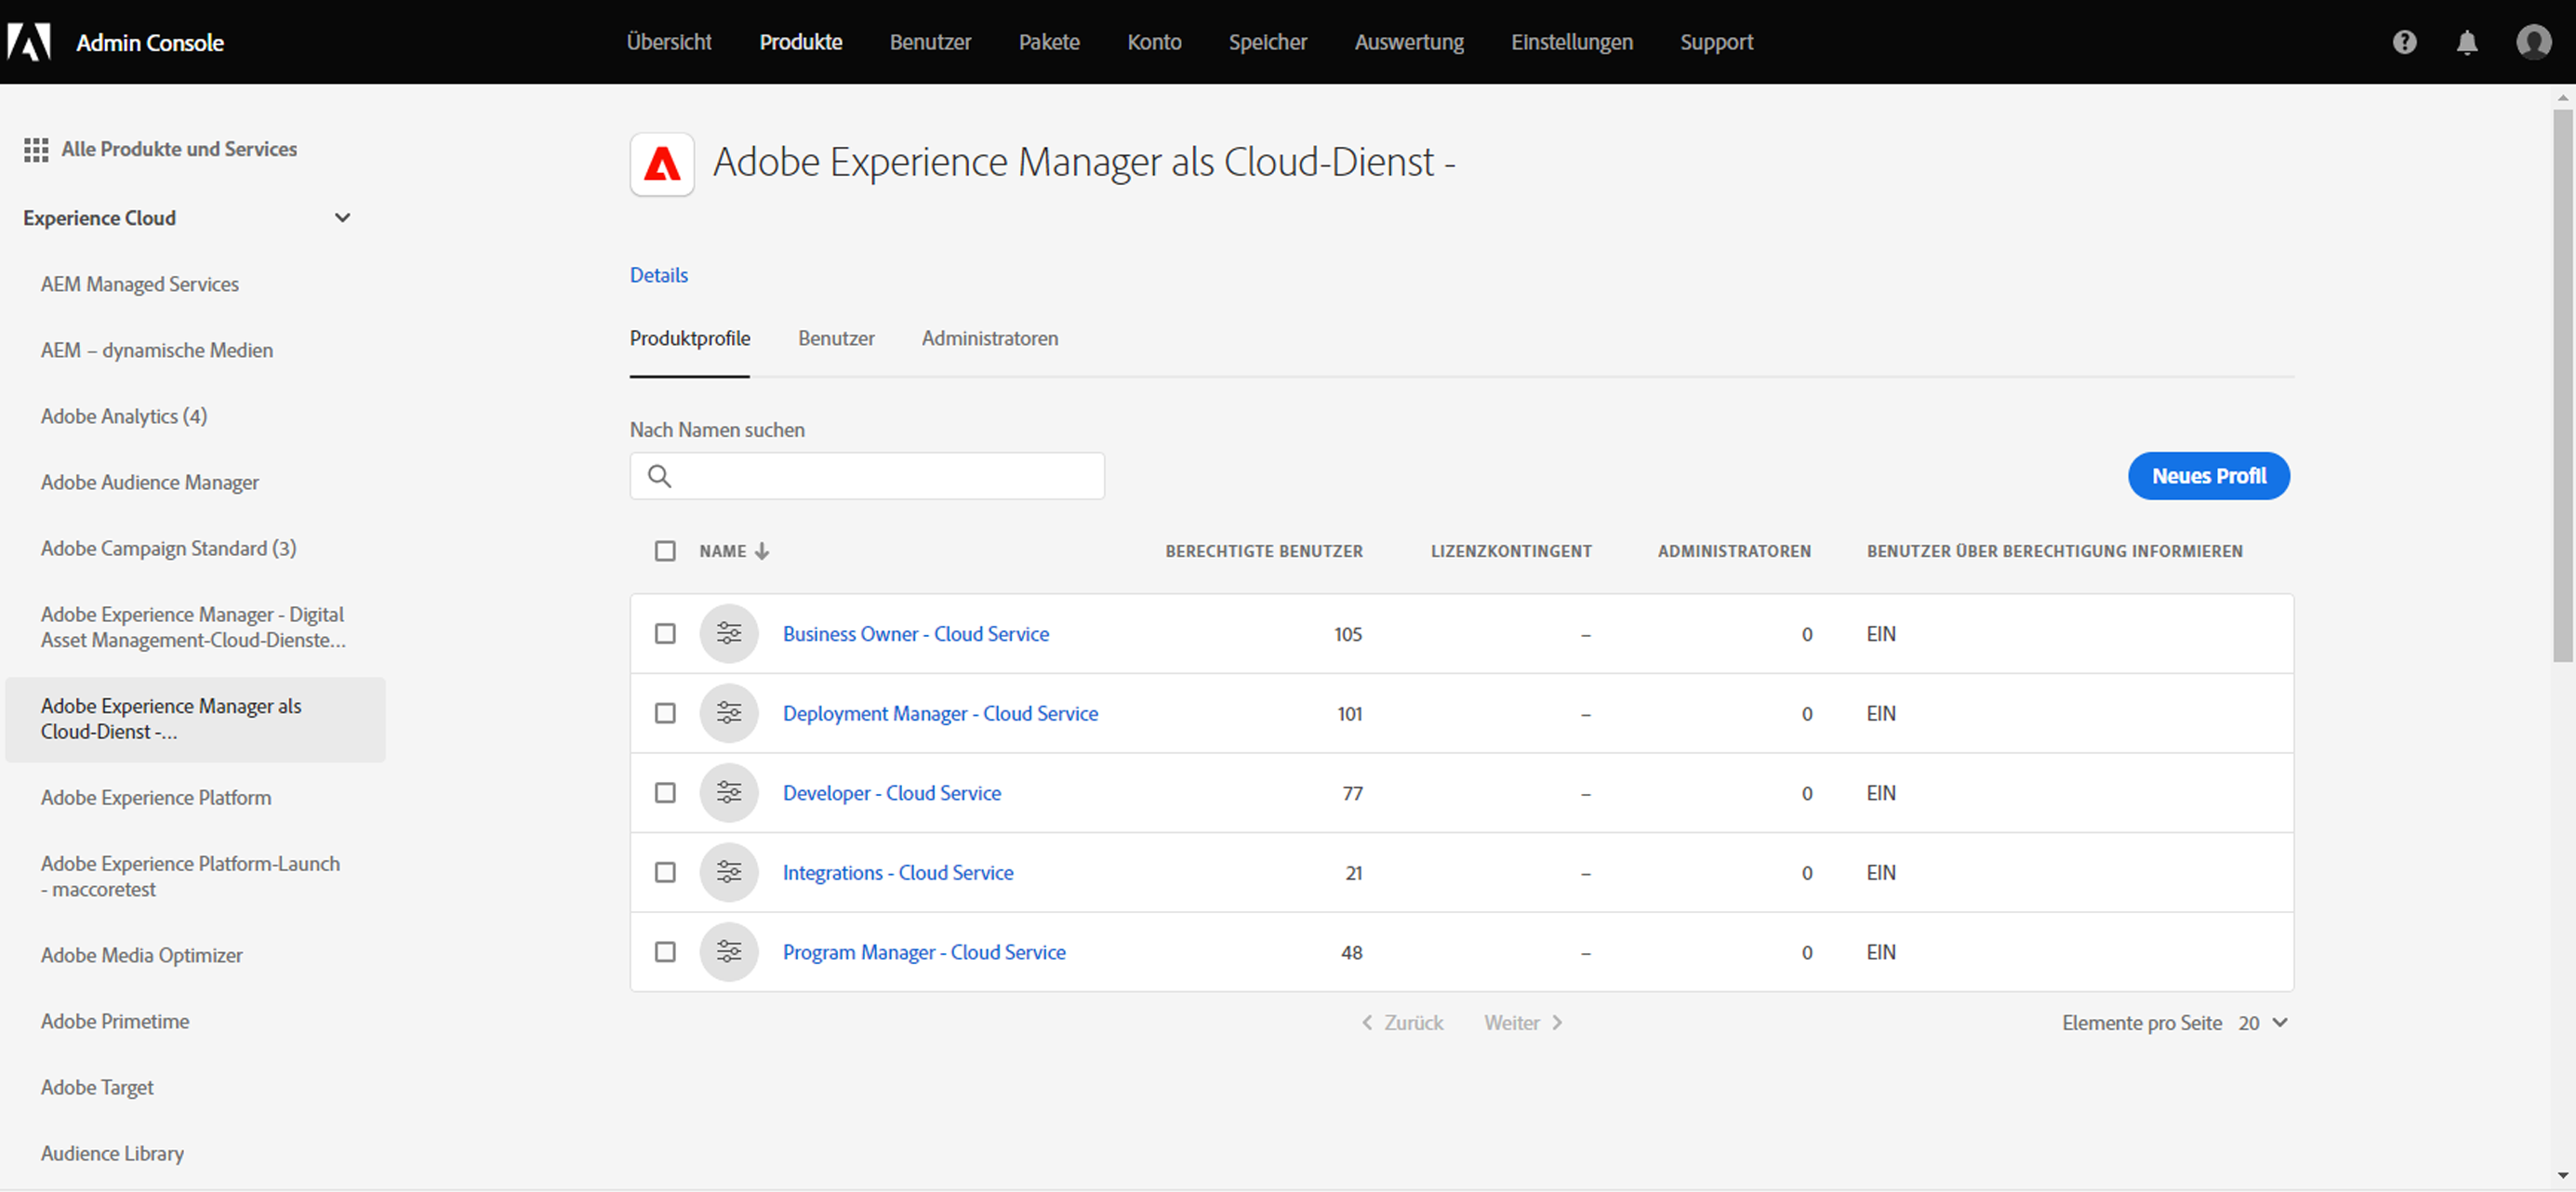 Admin Console
Übersicht Produkte Benutzer Pakete Konto Speicher Auswertung Einstellungen Support
Alle Produkte und Services
Experience Cloud
AEM Managed Services
AEM – dynamische Medien
Adobe Analytics (4)
Adobe Audience Manager
Adobe Campaign Standard (3)
Adobe Experience Manager - Digital
Asset Management-Cloud-Dienste...
Adobe Experience Manager als
Cloud-Dienst -...
Adobe Experience Platform
Adobe Experience Platform-Launch
- maccoretest
Adobe Media Optimizer
Adobe Primetime
Adobe Target
Audience Library
Adobe Experience Manager als Cloud-Dienst -
Details
Produktprofile Benutzer Administratoren
Nach Namen suchen
Neues Profil
NAME BERECHTIGTE BENUTZER LIZENZKONTINGENT ADMINISTRATOREN BENUTZER ÜBER BERECHTIGUNG INFORMIEREN
Business Owner - Cloud Service 105 – 0 EIN
Deployment Manager - Cloud Service 101 – 0 EIN
Developer - Cloud Service 77 – 0 EIN
Integrations - Cloud Service 21 – 0 EIN
Program Manager - Cloud Service 48 – 0 EIN
Zurück Weiter Elemente pro Seite 20